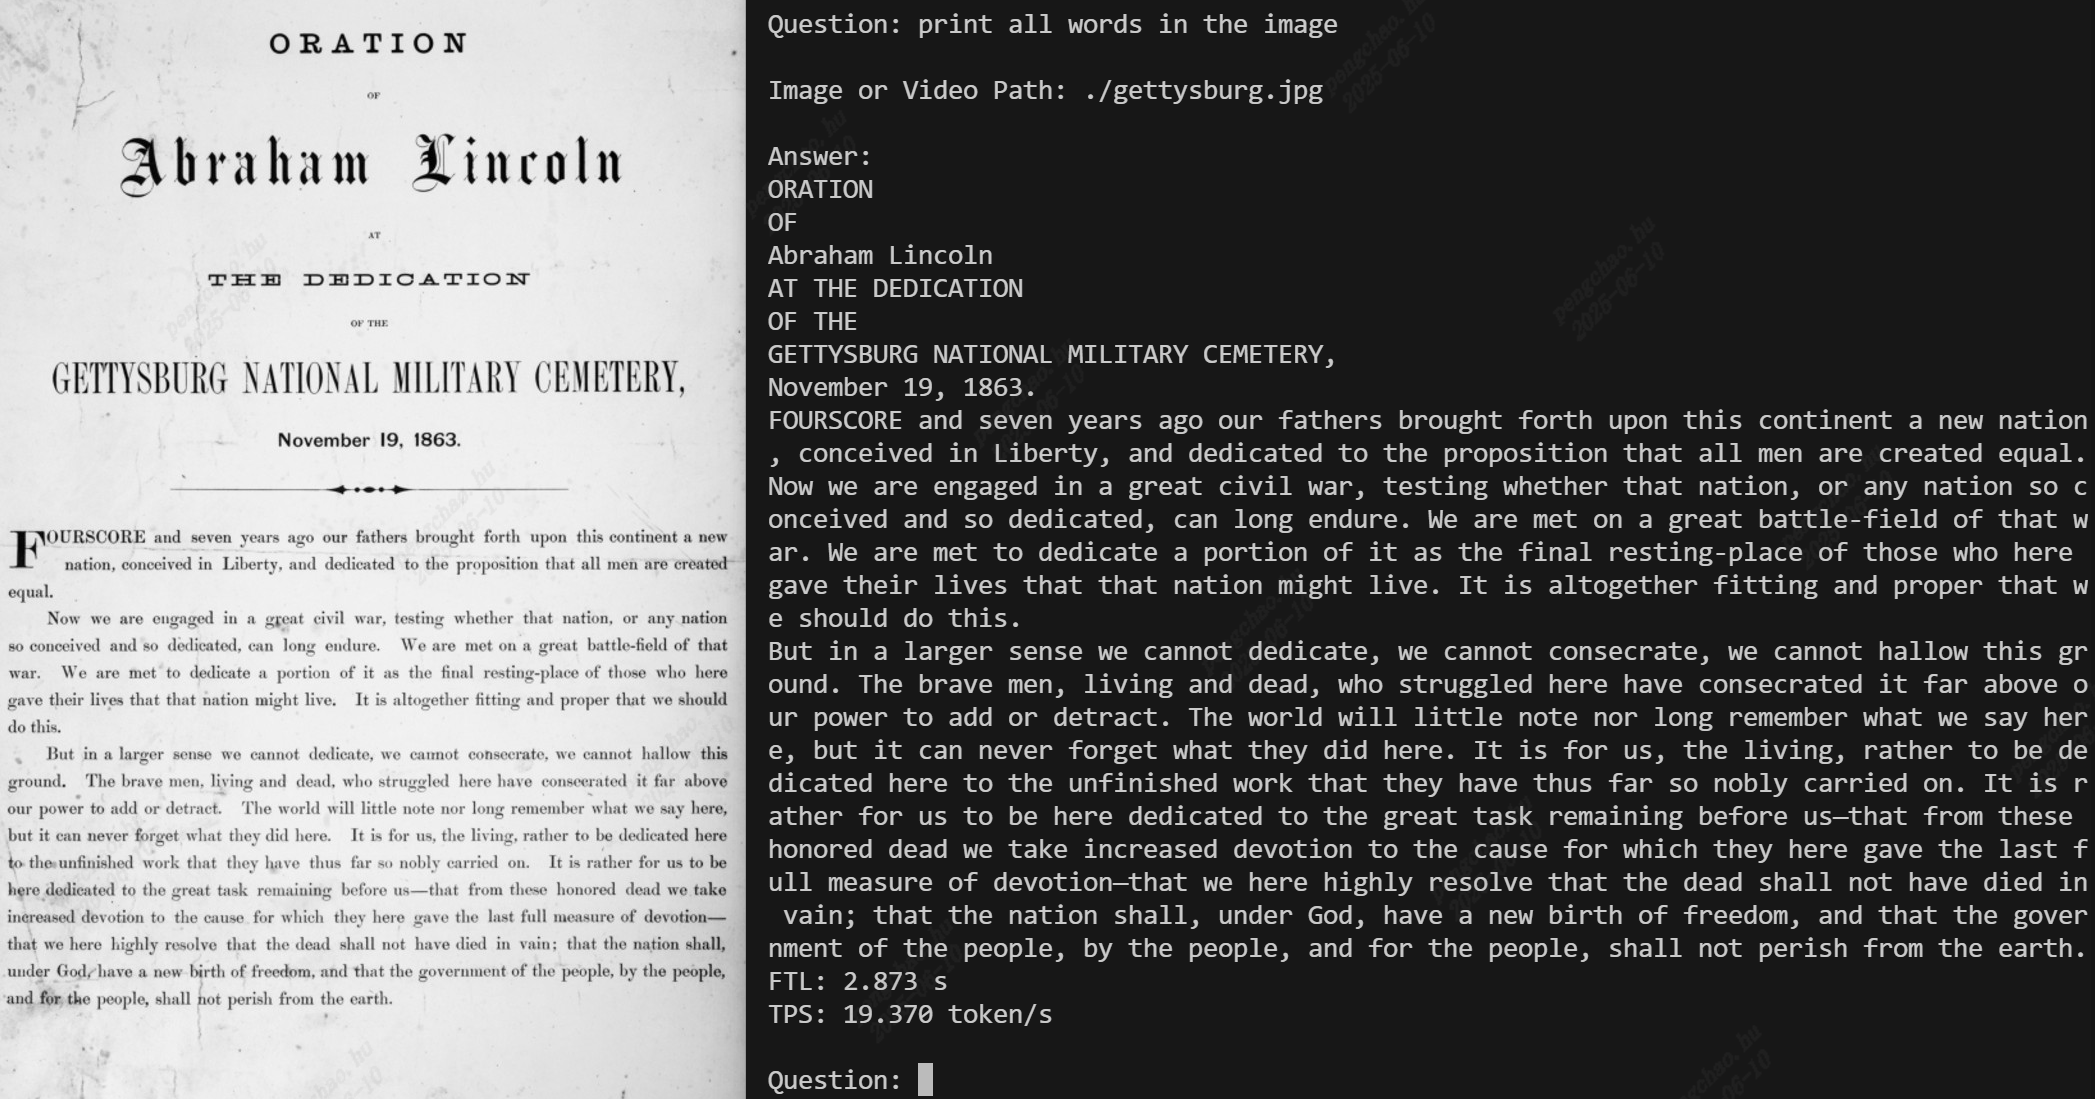 ORATION
OF
Abraham Lincoln
AT
THE DEDICATION
OF THE
GETTYSBURG NATIONAL MILITARY CEMETERY,
November 19, 1863.
FOURSCORE and seven years ago our fathers brought forth upon this continent a new
nation, conceived in Liberty, and dedicated to the proposition that all men are created
equal.
Now we are engaged in a great civil war, testing whether that nation, or any nation
so conceived and so dedicated, can long endure. We are met on a great battle-field of that
war. We are met to dedicate a portion of it as the final resting-place of those who here
gave their lives that that nation might live. It is altogether fitting and proper that we should
do this.
But in a larger sense we cannot dedicate, we cannot consecrate, we cannot hallow this
ground. The brave men, living and dead, who struggled here have consecrated it far above
our power to add or detract. The world will little note nor long remember what we say here,
but it can never forget what they did here. It is for us, the living, rather to be dedicated here
to the unfinished work that they have thus far so nobly carried on. It is rather for us to be
here dedicated to the great task remaining before us—that from these honored dead we take
increased devotion to the cause for which they here gave the last full measure of devotion—
that we here highly resolve that the dead shall not have died in vain; that the nation shall,
under God, have a new birth of freedom, and that the government of the people, by the people,
and for the people, shall not perish from the earth.
Question: print all words in the image
Image or Video Path: ./gettysburg.jpg
Answer:
ORATION
OF
Abraham Lincoln
AT THE DEDICATION
OF THE
GETTYSBURG NATIONAL MILITARY CEMETERY,
November 19, 1863.
FOURSCORE and seven years ago our fathers brought forth upon this continent a new nation
, conceived in Liberty, and dedicated to the proposition that all men are created equal.
Now we are engaged in a great civil war, testing whether that nation, or any nation so c
onceived and so dedicated, can long endure. We are met on a great battle-field of that w
ar. We are met to dedicate a portion of it as the final resting-place of those who here
gave their lives that that nation might live. It is altogether fitting and proper that w
e should do this.
But in a larger sense we cannot dedicate, we cannot consecrate, we cannot hallow this gr
ound. The brave men, living and dead, who struggled here have consecrated it far above o
ur power to add or detract. The world will little note nor long remember what we say her
e, but it can never forget what they did here. It is for us, the living, rather to be de
dicated here to the unfinished work that they have thus far so nobly carried on. It is r
ather for us to be here dedicated to the great task remaining before us—that from these
honored dead we take increased devotion to the cause for which they here gave the last f
ull measure of devotion—that we here highly resolve that the dead shall not have died in
 vain; that the nation shall, under God, have a new birth of freedom, and that the gover
nment of the people, by the people, and for the people, shall not perish from the earth.
FTL: 2.873 s
TPS: 19.370 token/s
Question:
pengchao.hu
2025-06-10